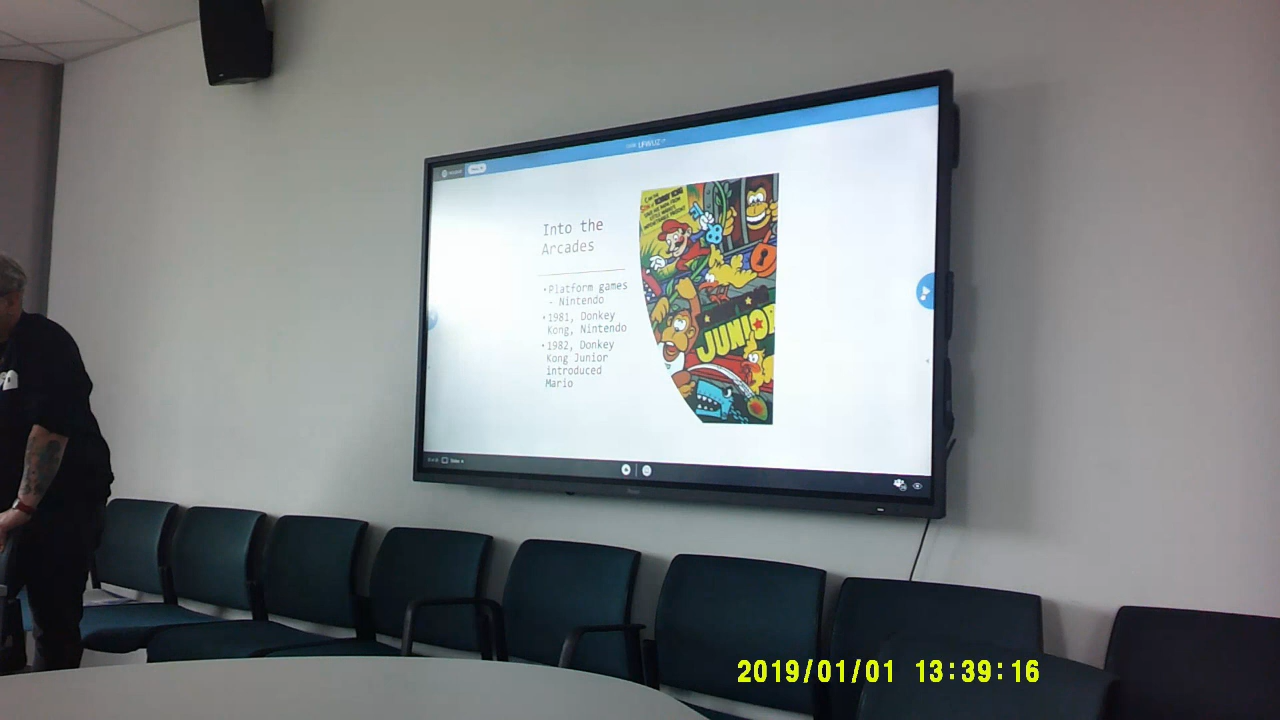 Into the
Arcades
•Platform games
- Nintendo
•1981, Donkey
Kong, Nintendo
•1982, Donkey
Kong Junior
introduced
Mario
JUNIOR
2019/01/01 13:39:16